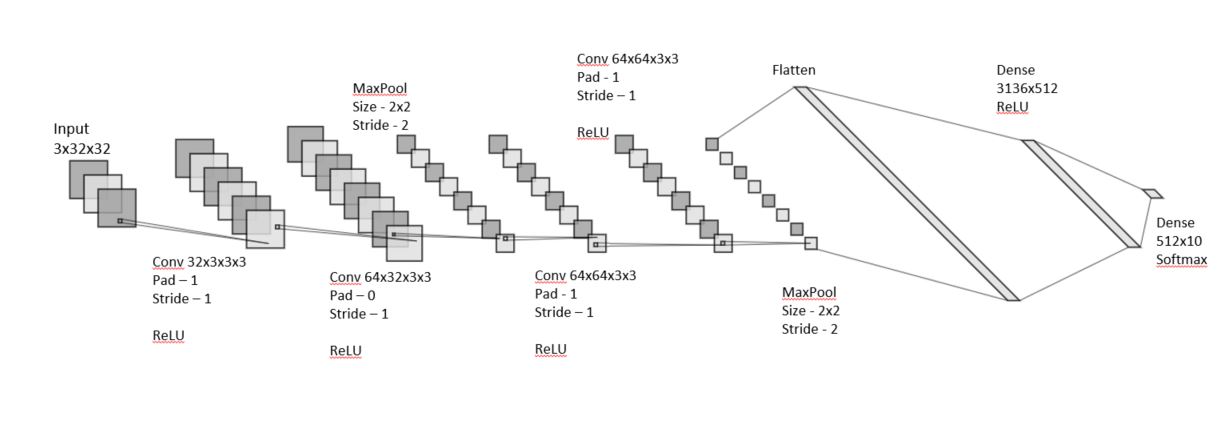 Input
3x32x32
Conv 32x3x3x3
Pad – 1
Stride – 1
ReLU
Conv 64x32x3x3
Pad – 0
Stride – 1
ReLU
MaxPool
Size - 2x2
Stride - 2
Conv 64x64x3x3
Pad - 1
Stride – 1
ReLU
Conv 64x64x3x3
Pad - 1
Stride – 1
ReLU
MaxPool
Size - 2x2
Stride - 2
Flatten
Dense
3136x512
ReLU
Dense
512x10
Softmax